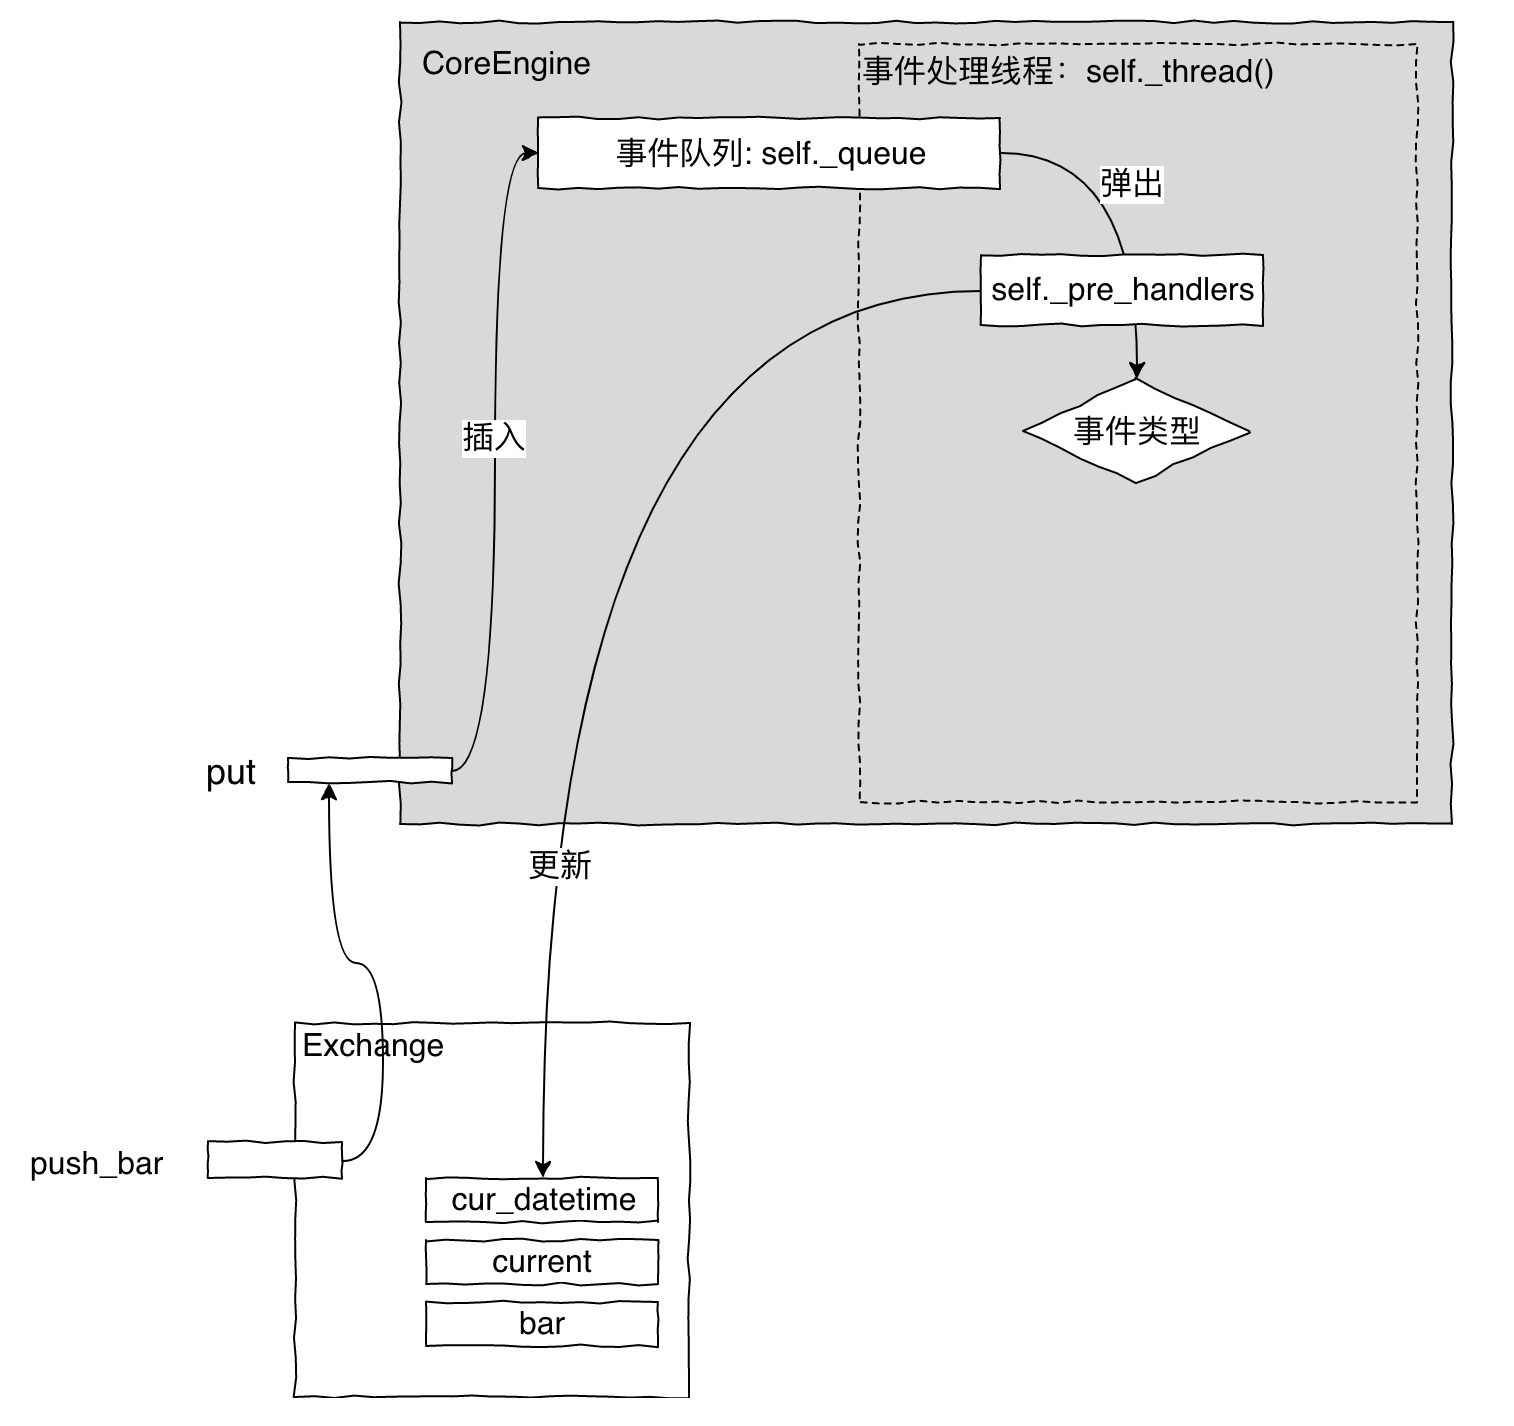 CoreEngine
事件处理线程：self._thread()
事件队列: self._queue
弹出
self._pre_handlers
事件类型
插入
put
更新
Exchange
push_bar
cur_datetime
current
bar